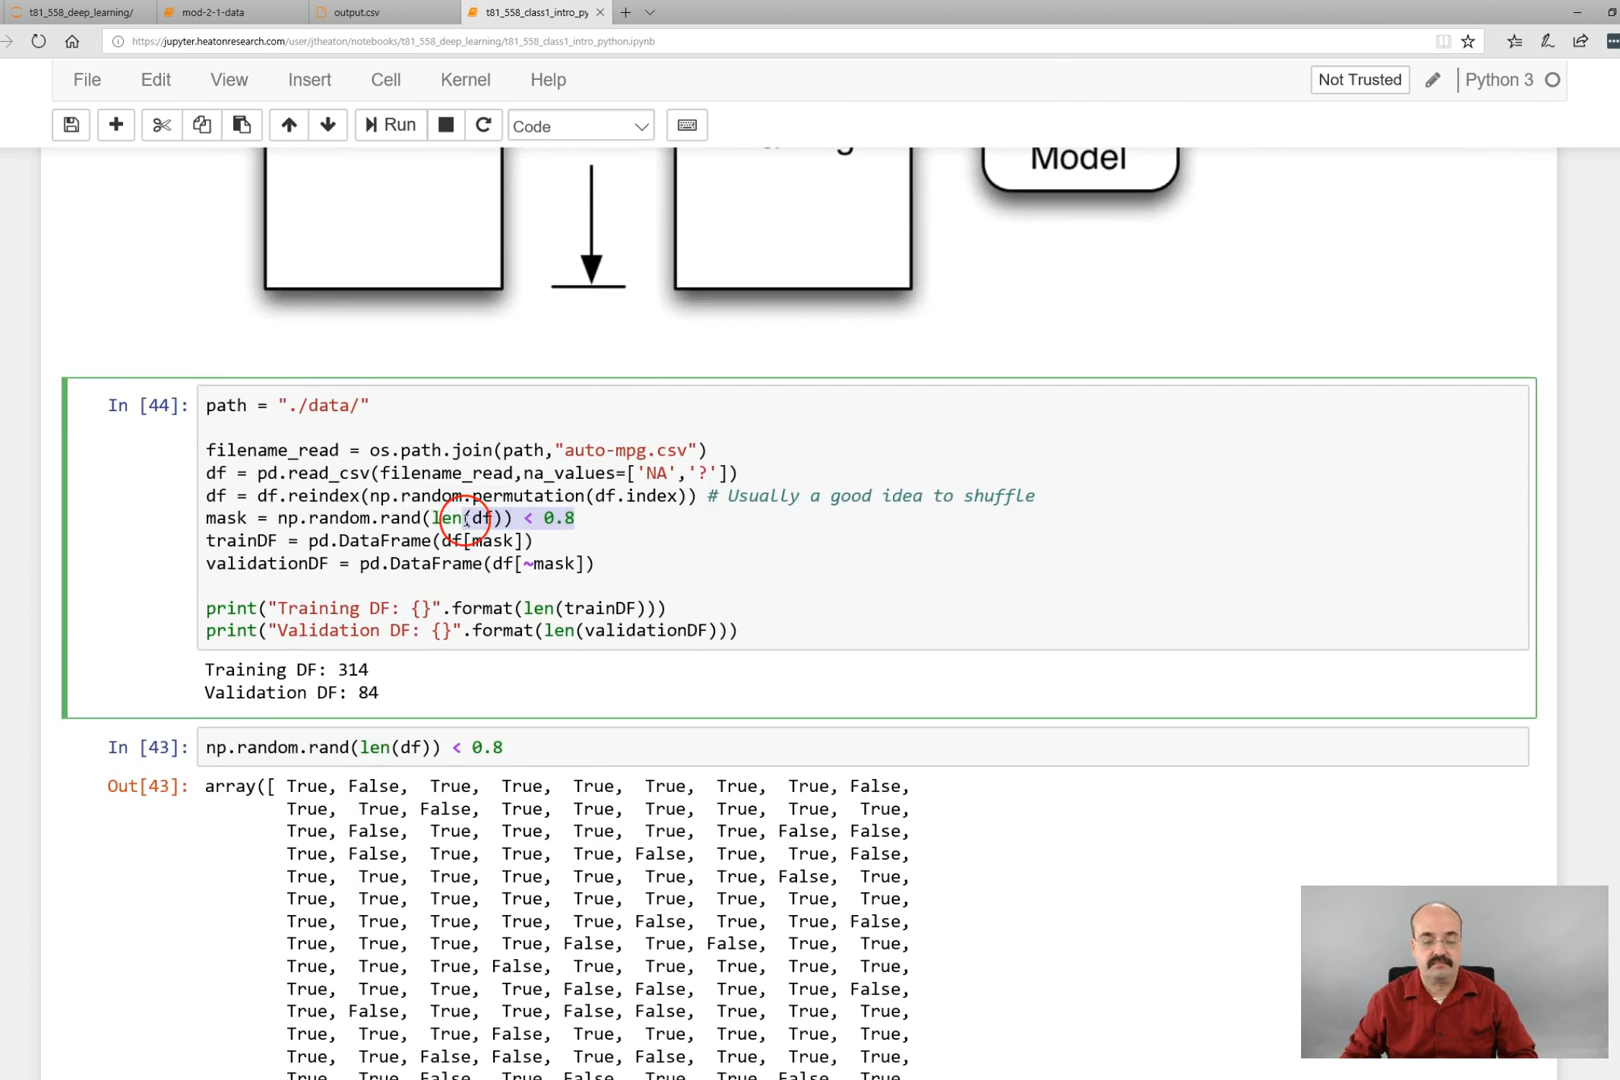 t81_558_deep_learning/
mod-2-1-data
output.csv
t81_558_class1_intro_py
https://jupyter.heatonresearch.com/user/jtheaton/notebooks/t81_558_deep_learning/t81_558_class1_intro_python.ipynb
File Edit View Insert Cell Kernel Help
Not Trusted
Python 3
Run
Code
Model
In [44]:
path = "./data/"
filename_read = os.path.join(path,"auto-mpg.csv")
df = pd.read_csv(filename_read,na_values=['NA','?'])
df = df.reindex(np.random.permutation(df.index)) # Usually a good idea to shuffle
mask = np.random.rand(len(df)) < 0.8
trainDF = pd.DataFrame(df[mask])
validationDF = pd.DataFrame(df[~mask])
print("Training DF: {}".format(len(trainDF)))
print("Validation DF: {}".format(len(validationDF)))
Training DF: 314
Validation DF: 84
In [43]:
np.random.rand(len(df)) < 0.8
Out[43]:
array([ True, False, True, True, True, True, True, True, False,
True, True, False, True, True, True, True, True, True,
True, False, True, True, True, True, True, False, False,
True, False, True, True, True, False, True, True, False,
True, True, True, True, True, True, True, False, True,
True, True, True, True, True, True, True, True, True,
True, True, True, True, True, False, True, True, False,
True, True, True, True, False, True, False, True, True,
True, True, True, False, True, True, True, True, True,
True, True, True, True, False, False, True, True, False,
True, False, True, True, True, True, True, True, False,
True, True, True, False, True, True, True, True, True,
True, True, False, False, True, False, True, True, True,